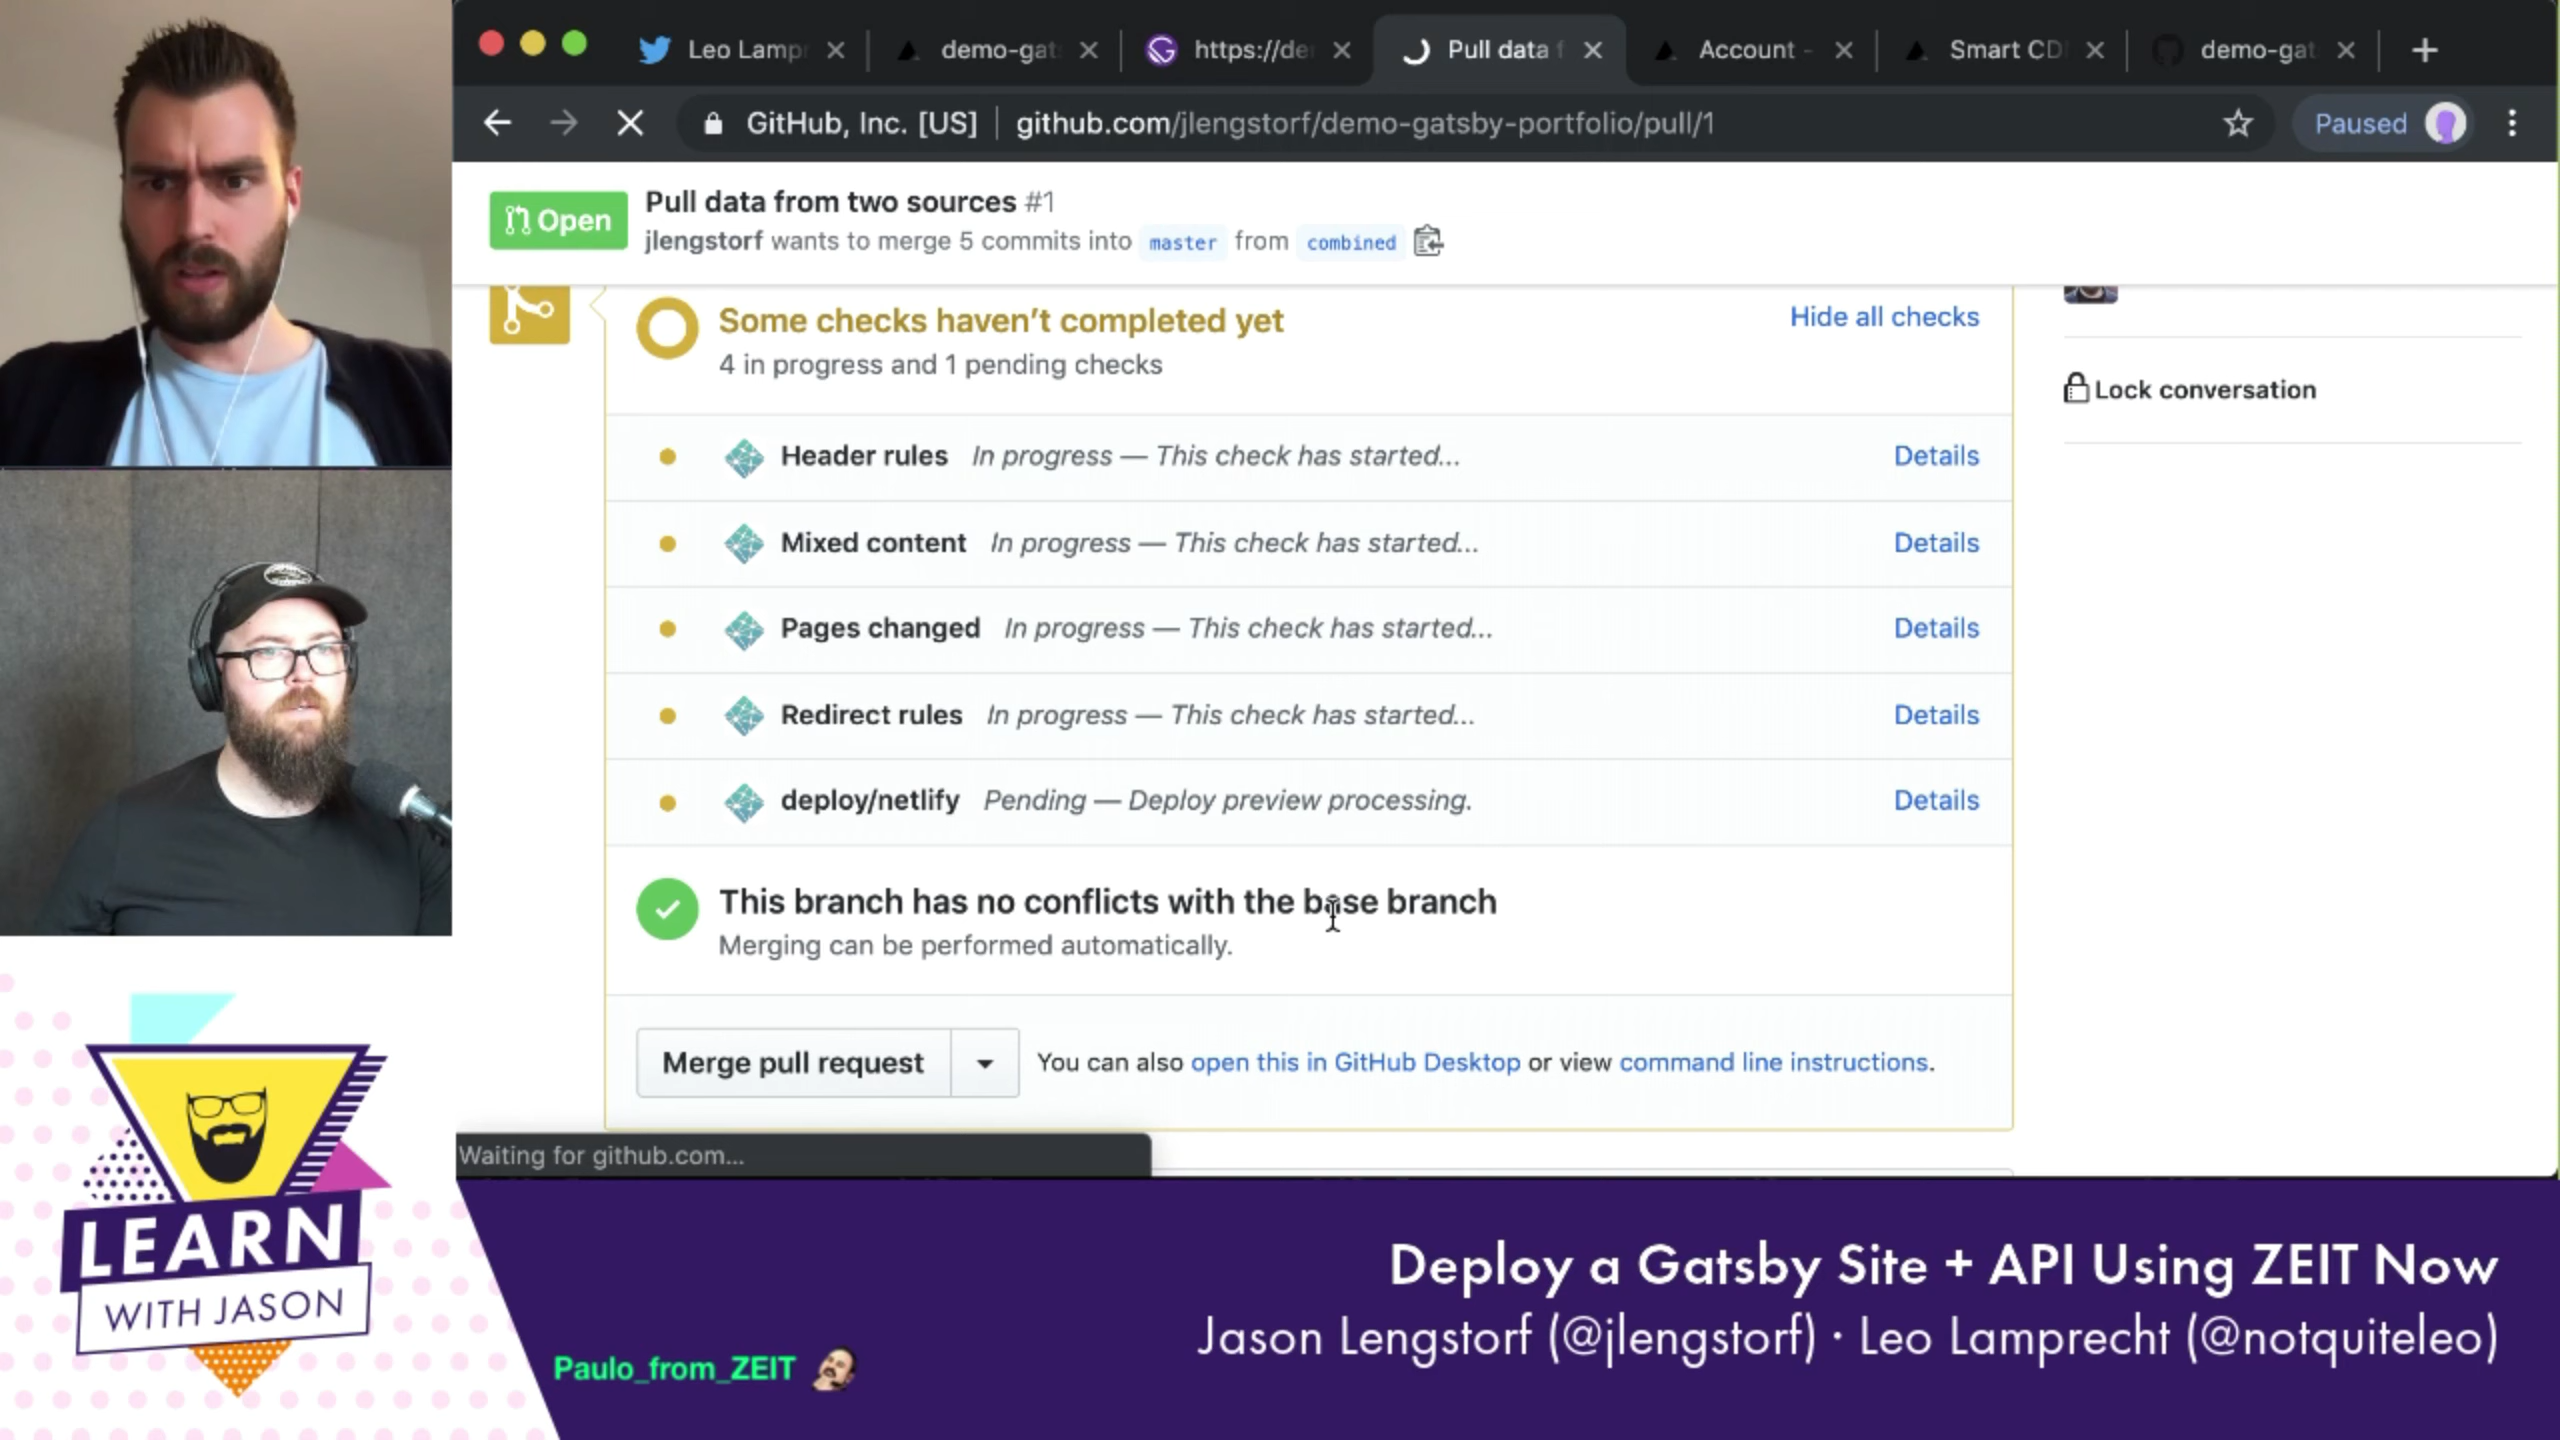 Leo Lamp
demo-gat
https://de
Pull data f
Account -
Smart CD
demo-gat
GitHub, Inc. [US] | github.com/jlengstorf/demo-gatsby-portfolio/pull/1
Paused
Open
Pull data from two sources #1
jlengstorf wants to merge 5 commits into master from combined
Some checks haven't completed yet
Hide all checks
4 in progress and 1 pending checks
Lock conversation
Header rules In progress — This check has started... Details
Mixed content In progress — This check has started... Details
Pages changed In progress — This check has started... Details
Redirect rules In progress — This check has started... Details
deploy/netlify Pending — Deploy preview processing. Details
This branch has no conflicts with the base branch
Merging can be performed automatically.
Merge pull request
You can also open this in GitHub Desktop or view command line instructions.
Waiting for github.com...
LEARN
WITH JASON
Deploy a Gatsby Site + API Using ZEIT Now
Jason Lengstorf (@jlengstorf) · Leo Lamprecht (@notquiteleo)
Paulo_from_ZEIT